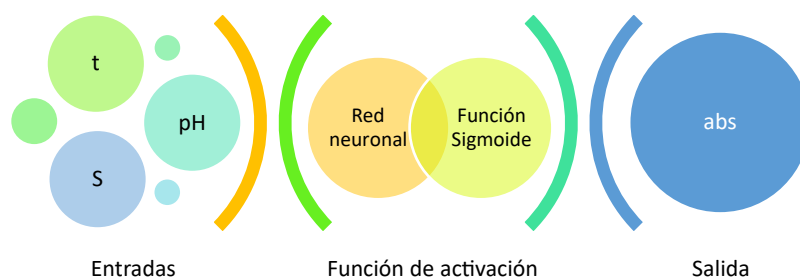 t
pH
S
Red
neuronal
Función
Sigmoide
abs
Entradas
Función de activación
Salida